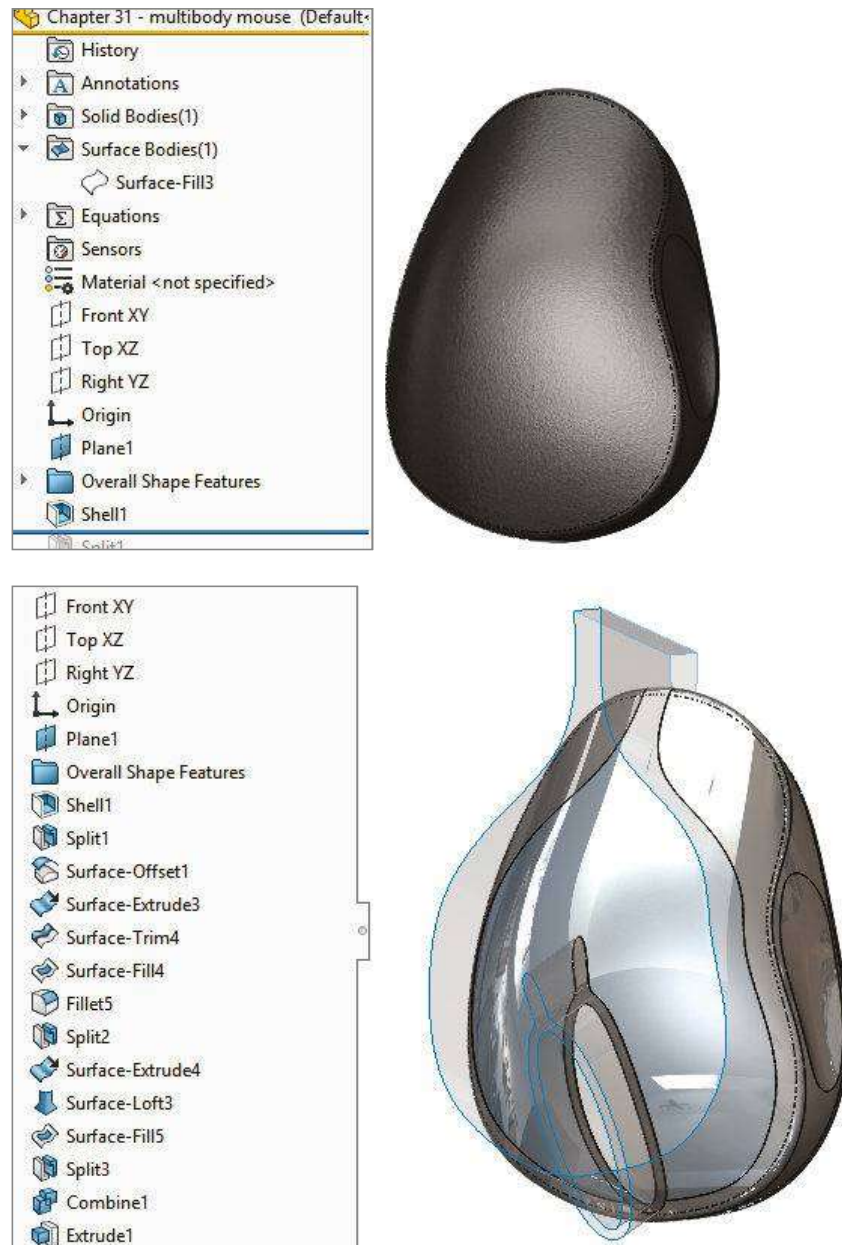 Chapter 31 - multibody mouse (Default<
History
Annotations
Solid Bodies(1)
Surface Bodies(1)
Surface-Fill3
Equations
Sensors
Material <not specified>
Front XY
Top XZ
Right YZ
Origin
Plane1
Overall Shape Features
Shell1
Split1
Front XY
Top XZ
Right YZ
Origin
Plane1
Overall Shape Features
Shell1
Split1
Surface-Offset1
Surface-Extrude3
Surface-Trim4
Surface-Fill4
Fillet5
Split2
Surface-Extrude4
Surface-Loft3
Surface-Fill5
Split3
Combine1
Extrude1